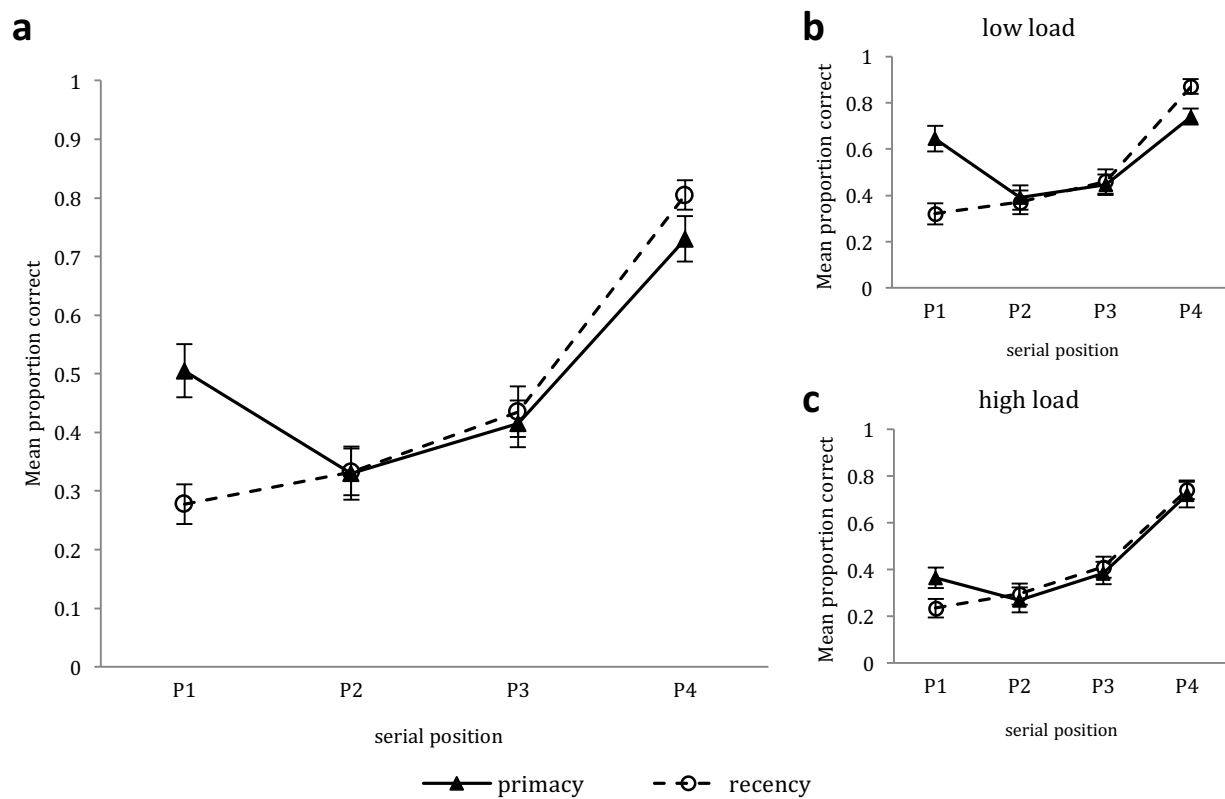 a
1
0.9
0.8
0.7
0.6
0.5
0.4
0.3
0.2
0.1
0
Mean proportion correct
P1 P2 P3 P4
serial position
b
low load
1
0.8
0.6
0.4
0.2
0
Mean proportion correct
P1 P2 P3 P4
serial position
c
high load
1
0.8
0.6
0.4
0.2
0
Mean proportion correct
P1 P2 P3 P4
serial position
primacy recency